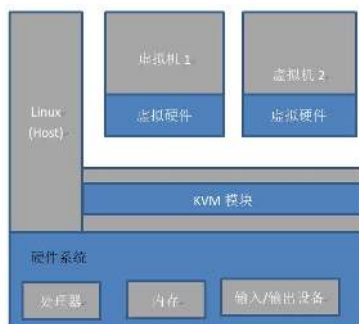 虚拟机 1
虚拟机 2
Linux
(Host)
虚拟硬件
虚拟硬件
KVM 模块
硬件系统
处理器
内存
输入/输出设备